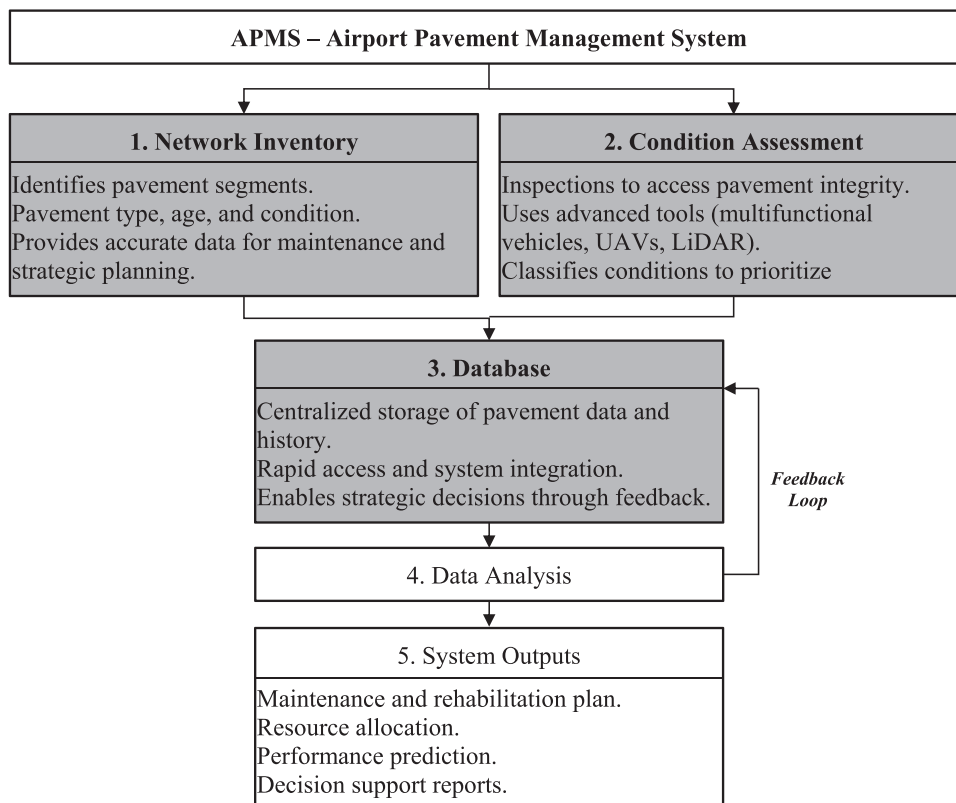 APMS – Airport Pavement Management System
1. Network Inventory
Identifies pavement segments.
Pavement type, age, and condition.
Provides accurate data for maintenance and
strategic planning.
2. Condition Assessment
Inspections to access pavement integrity.
Uses advanced tools (multifunctional
vehicles, UAVs, LiDAR).
Classifies conditions to prioritize
3. Database
Centralized storage of pavement data and
history.
Rapid access and system integration.
Enables strategic decisions through feedback.
Feedback
Loop
4. Data Analysis
5. System Outputs
Maintenance and rehabilitation plan.
Resource allocation.
Performance prediction.
Decision support reports.